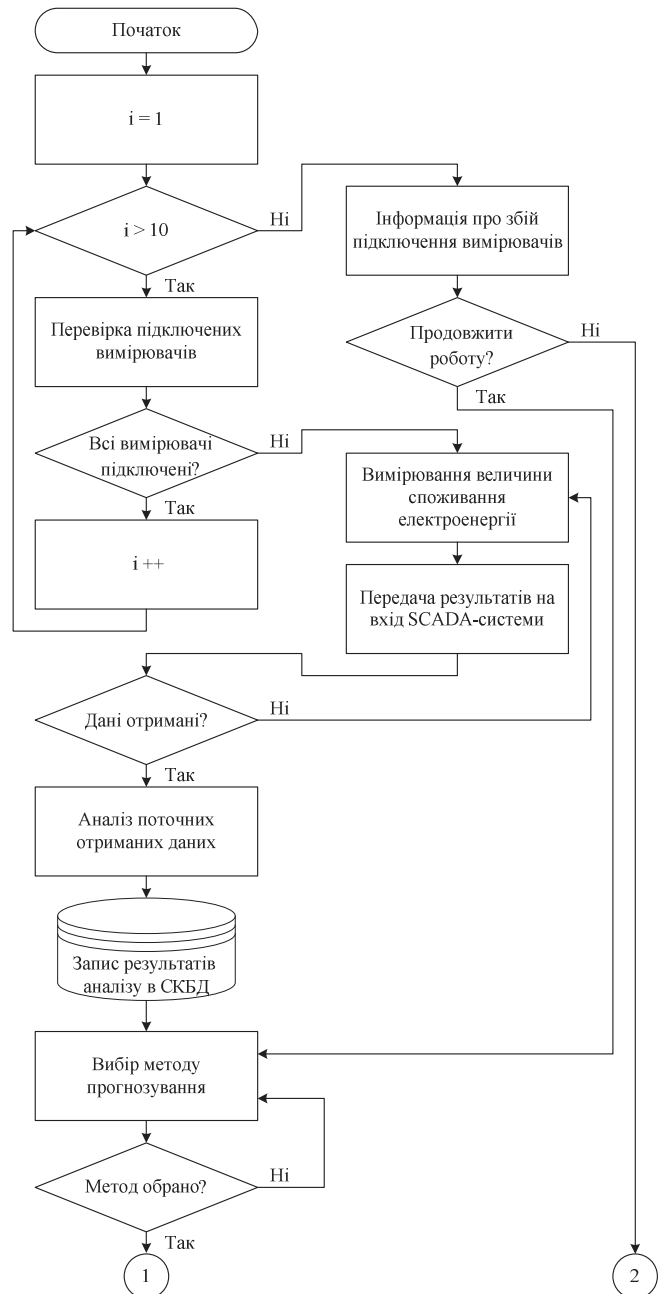 Початок
i = 1
i > 10
Ні
Інформація про збій
підключення вимірювачів
Так
Перевірка підключених
вимірювачів
Продовжити
роботу?
Ні
Так
Всі вимірювачі
підключені?
Ні
Вимірювання величини
споживання
електроенергії
Так
i ++
Передача результатів на
вхід SCADA-системи
Дані отримані?
Ні
Так
Аналіз поточних
отриманих даних
Запис результатів
аналізу в СКБД
Вибір методу
прогнозування
Метод обрано?
Ні
Так
1
2